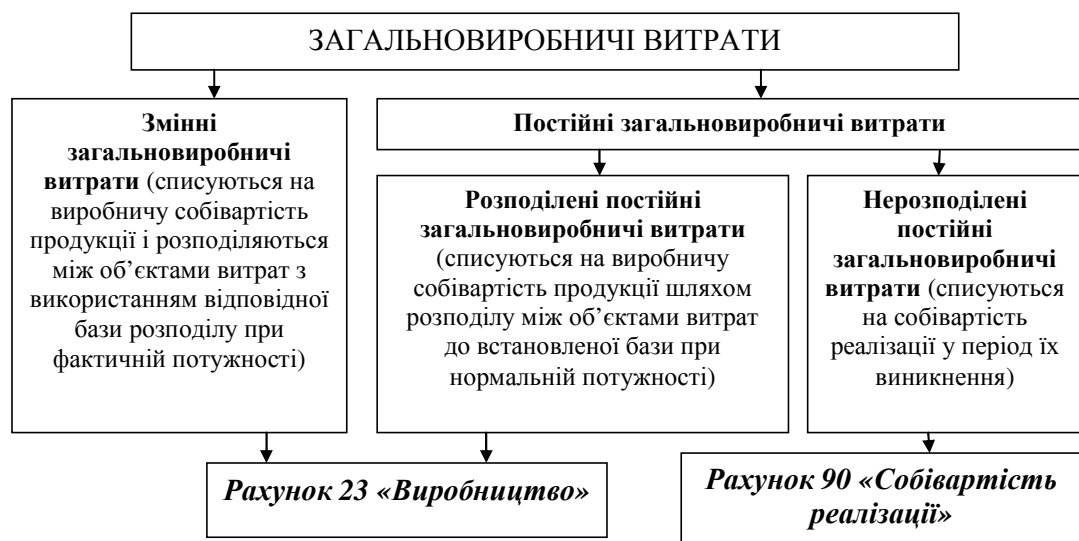 ЗАГАЛЬНОВИРОБНИЧІ ВИТРАТИ
Змінні
загальновиробничі
витрати (списуються на
виробничу собівартість
продукції і розподіляються
між об’єктами витрат з
використанням відповідної
бази розподілу при
фактичній потужності)
Постійні загальновиробничі витрати
Розподілені постійні
загальновиробничі витрати
(списуються на виробничу
собівартість продукції шляхом
розподілу між об’єктами витрат
до встановленої бази при
нормальній потужності)
Нерозподілені
постійні
загальновиробничі
витрати (списуються
на собівартість
реалізації у період їх
виникнення)
Рахунок 23 «Виробництво»
Рахунок 90 «Собівартість
реалізації»